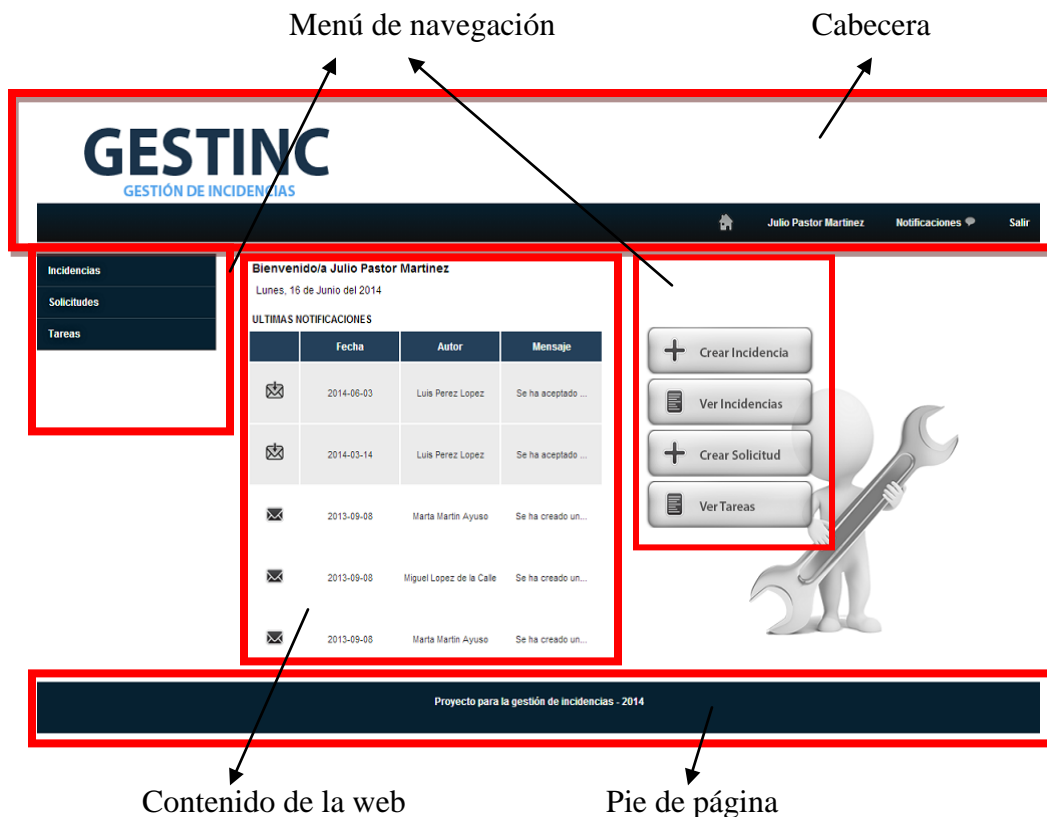 Menú de navegación
Cabecera
GESTINC
GESTIÓN DE INCIDENCIAS
Julio Pastor Martinez Notificaciones Salir
Incidencias
Solicitudes
Tareas
Bienvenido/a Julio Pastor Martinez
Lunes, 16 de Junio del 2014
ULTIMAS NOTIFICACIONES
Fecha Autor Mensaje
2014-06-03 Luis Perez Lopez Se ha aceptado ...
2014-03-14 Luis Perez Lopez Se ha aceptado ...
2013-09-08 Marta Martin Ayuso Se ha creado un...
2013-09-08 Miguel Lopez de la Calle Se ha creado un...
2013-09-08 Marta Martin Ayuso Se ha creado un...
Crear Incidencia
Ver Incidencias
Crear Solicitud
Ver Tareas
Proyecto para la gestión de incidencias - 2014
Contenido de la web
Pie de página